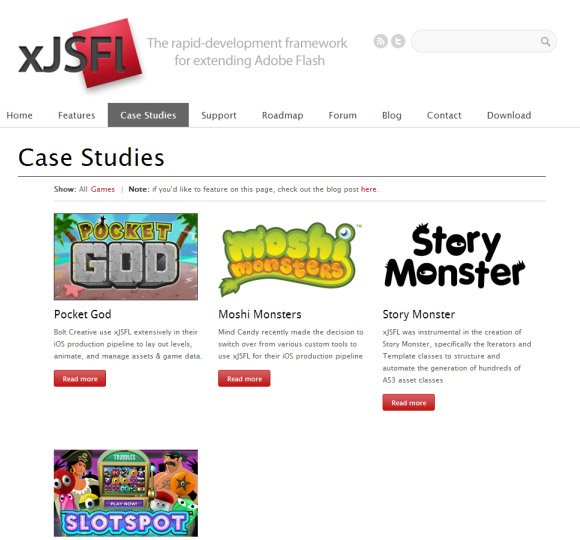 xJSFl
The rapid-development framework
for extending Adobe Flash
Home Features Case Studies Support Roadmap Forum Blog Contact Download
Case Studies
Show: All Games | Note: if you'd like to feature on this page, check out the blog post here.
POCKET
GOD
moshi
monsters
Story
Monster
Pocket God
Bolt Creative use xJSFL extensively in their
iOS production pipeline to lay out levels,
animate, and manage assets & game data.
Read more
Moshi Monsters
Mind Candy recently made the decision to
switch over from various custom tools to
use xJSFL for their iOS production pipeline
Read more
Story Monster
xJSFL was instrumental in the creation of
Story Monster, specifically the Iterators and
Template classes to structure and
automate the generation of hundreds of
AS3 asset classes
Read more
TRUBBLES
PLAY NOW!
SLOTSPOT